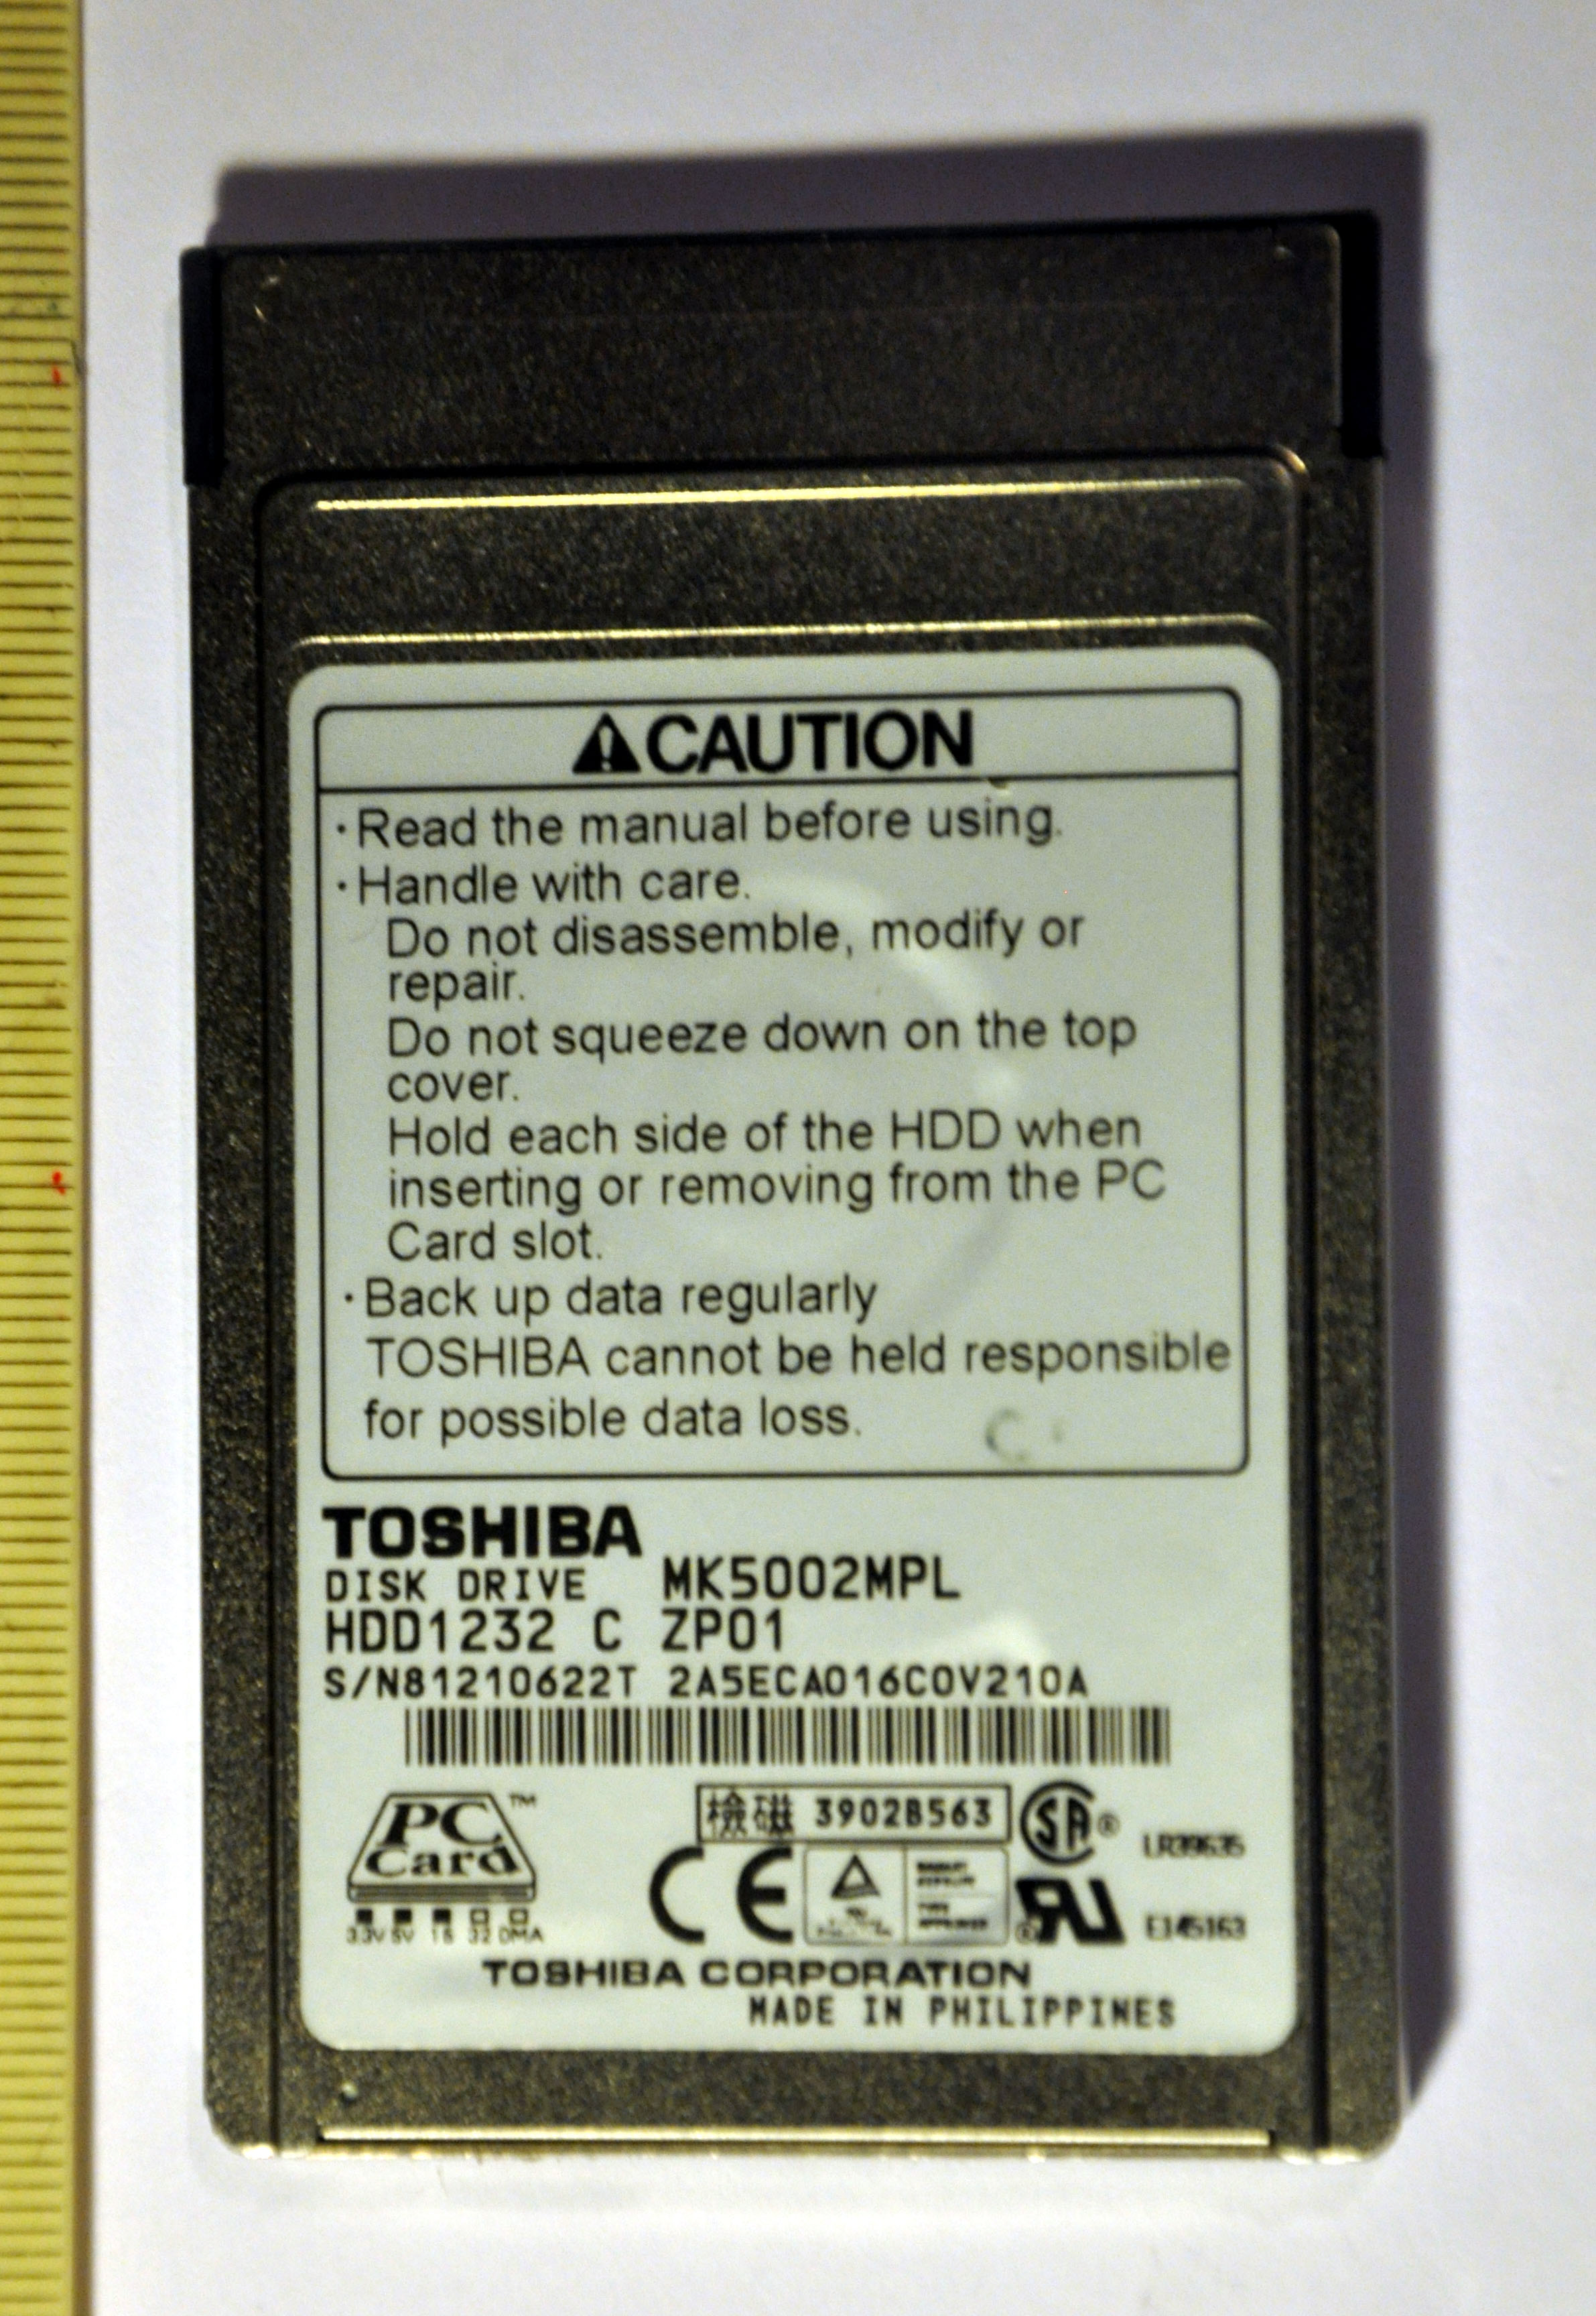 CAUTION
·Read the manual before using.
·Handle with care.
Do not disassemble, modify or
repair.
Do not squeeze down on the top
cover.
Hold each side of the HDD when
inserting or removing from the PC
Card slot.
·Back up data regularly
TOSHIBA cannot be held responsible
for possible data loss.
TOSHIBA
DISK DRIVE MK5002MPL
HDD1232 C ZP01
S/N81210622T 2A5ECA016C0V210A
PC Card™
3.3V 5V 16 32 DMA
檢磁 3902B563
SA® LR39635
CE
TYPE
APPROVED
RU E145163
TOSHIBA CORPORATION
MADE IN PHILIPPINES